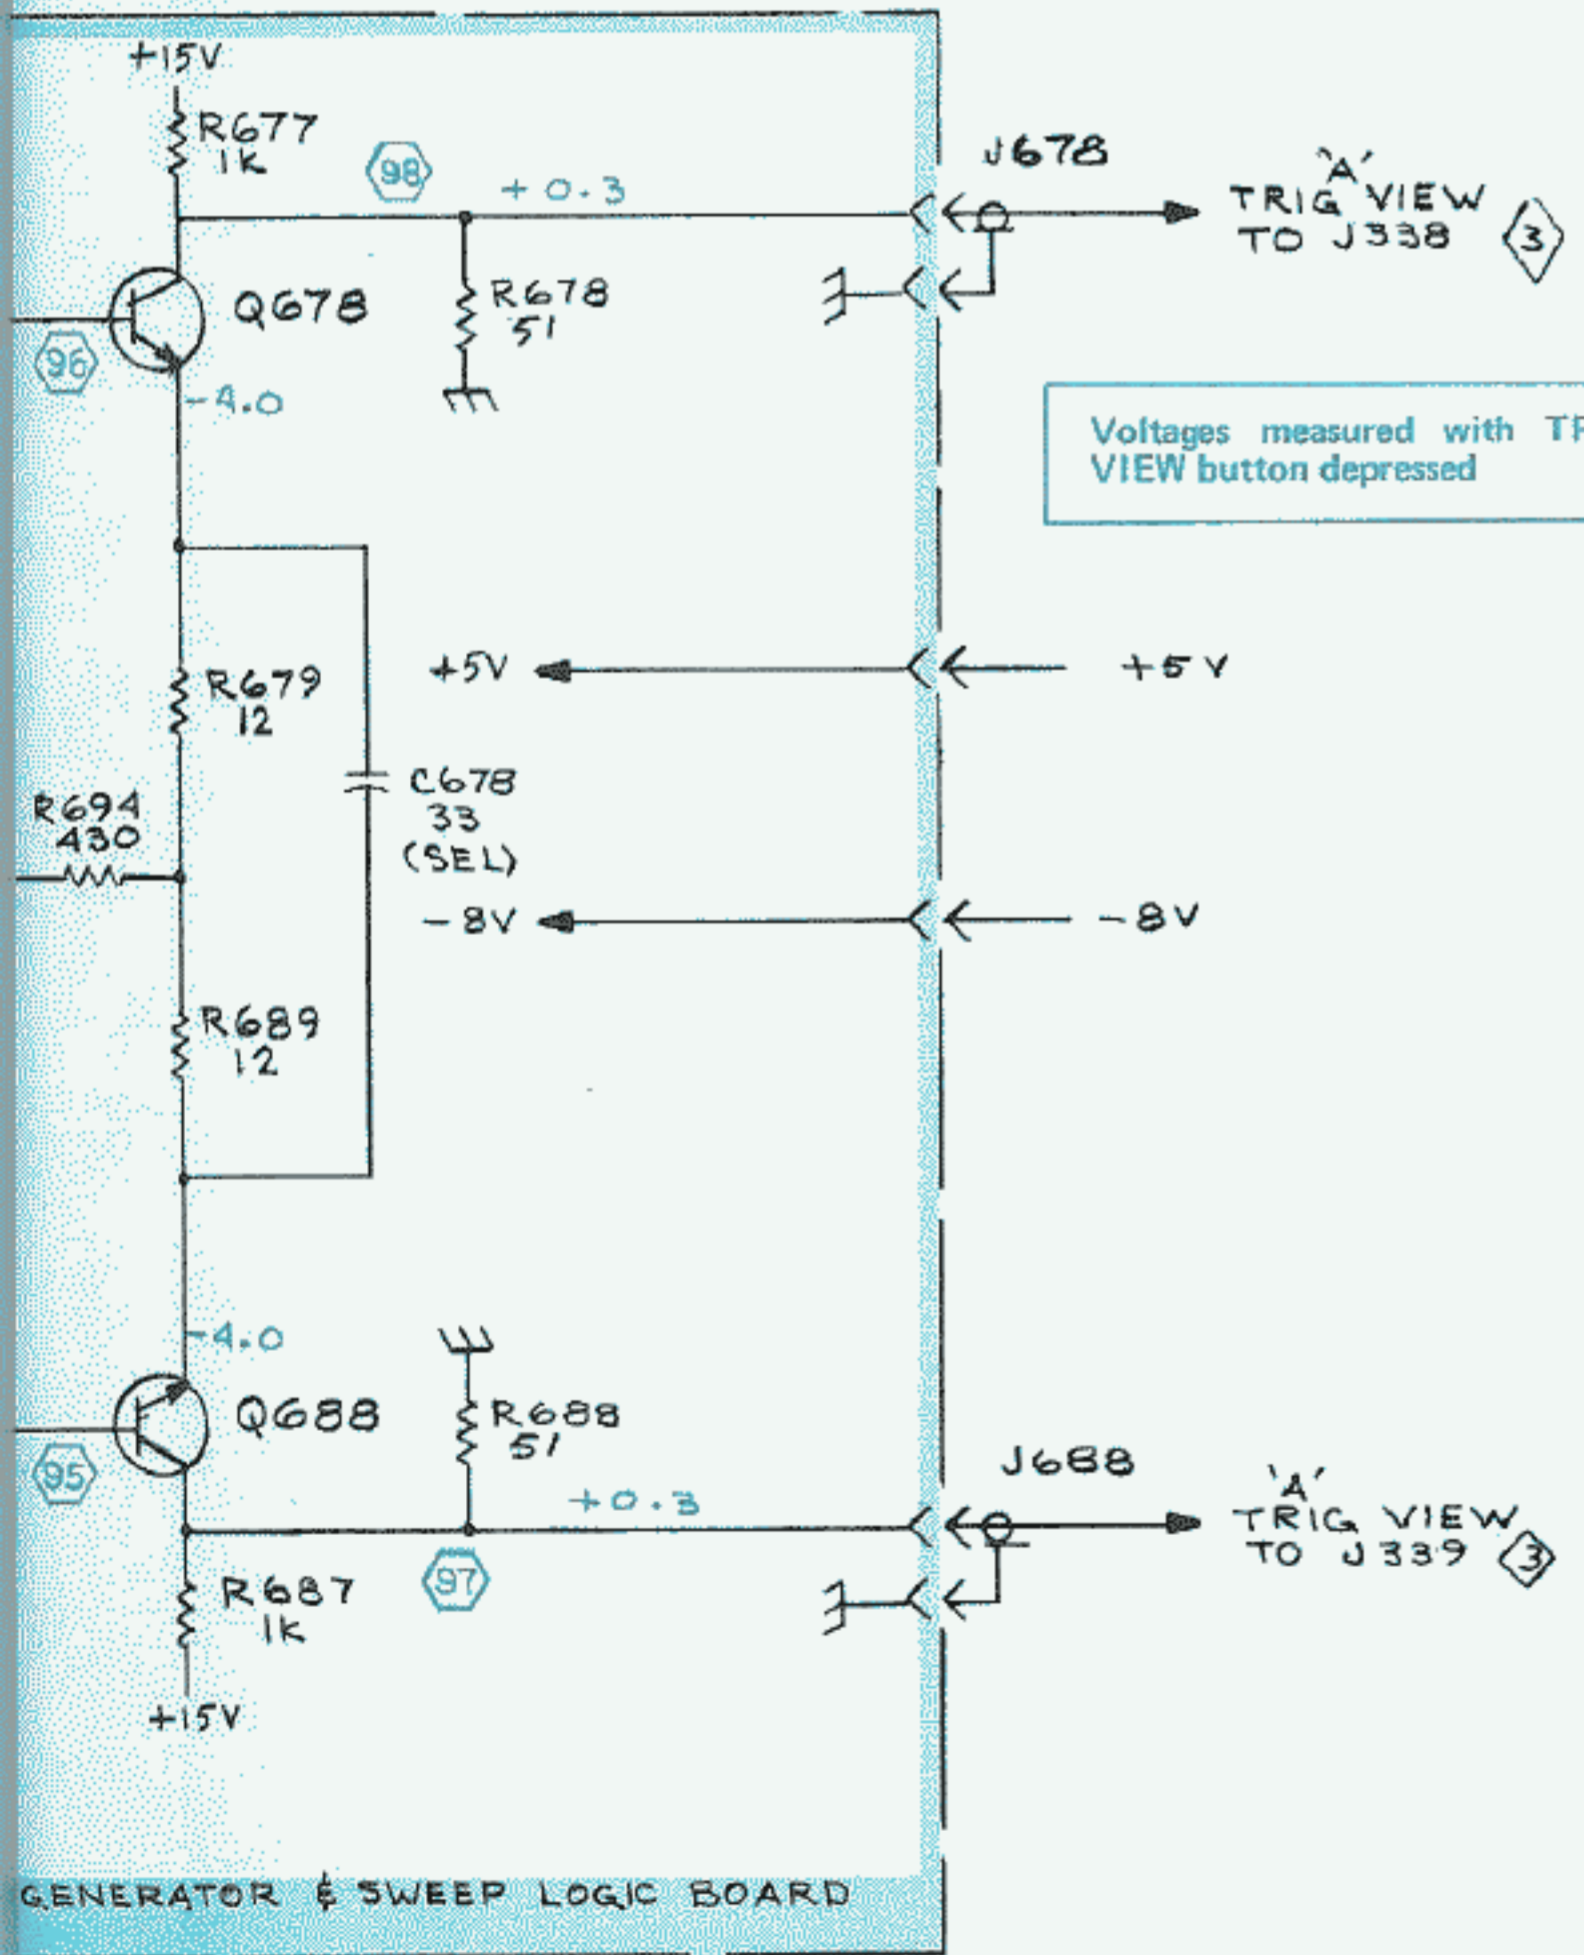 +15V
R677
1K
98
+0.3
J678
'A'
TRIG VIEW
TO J338
3
Q678
R678
51
96
-4.0
Voltages measured with TR
VIEW button depressed
R679
12
+5V
+5V
C678
33
(SEL)
R694
430
-8V
-8V
R689
12
-4.0
Q688
R688
51
95
+0.3
J688
'A'
TRIG VIEW
TO J339
3
97
R687
1K
+15V
GENERATOR & SWEEP LOGIC BOARD